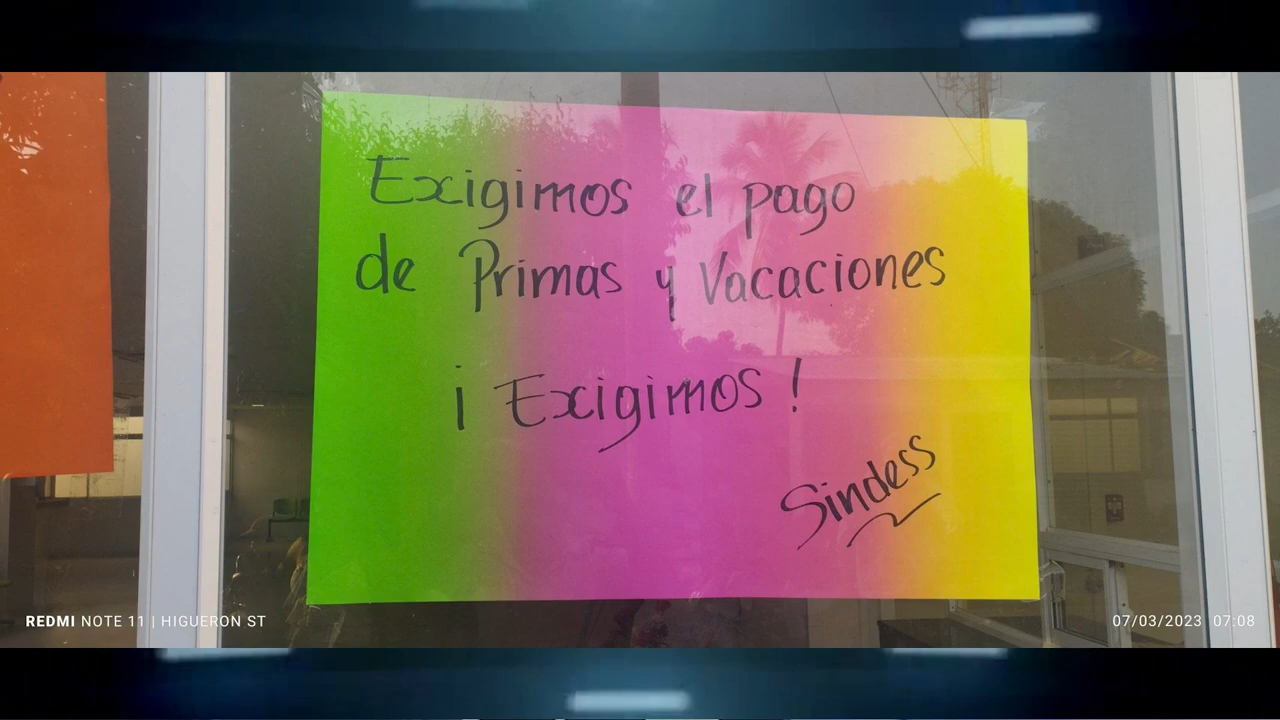 Exigimos el pago
de Primas y Vacaciones
¡ Exigimos !
Sindess
REDMI NOTE 11 | HIGUERON ST
07/03/2023 07:08